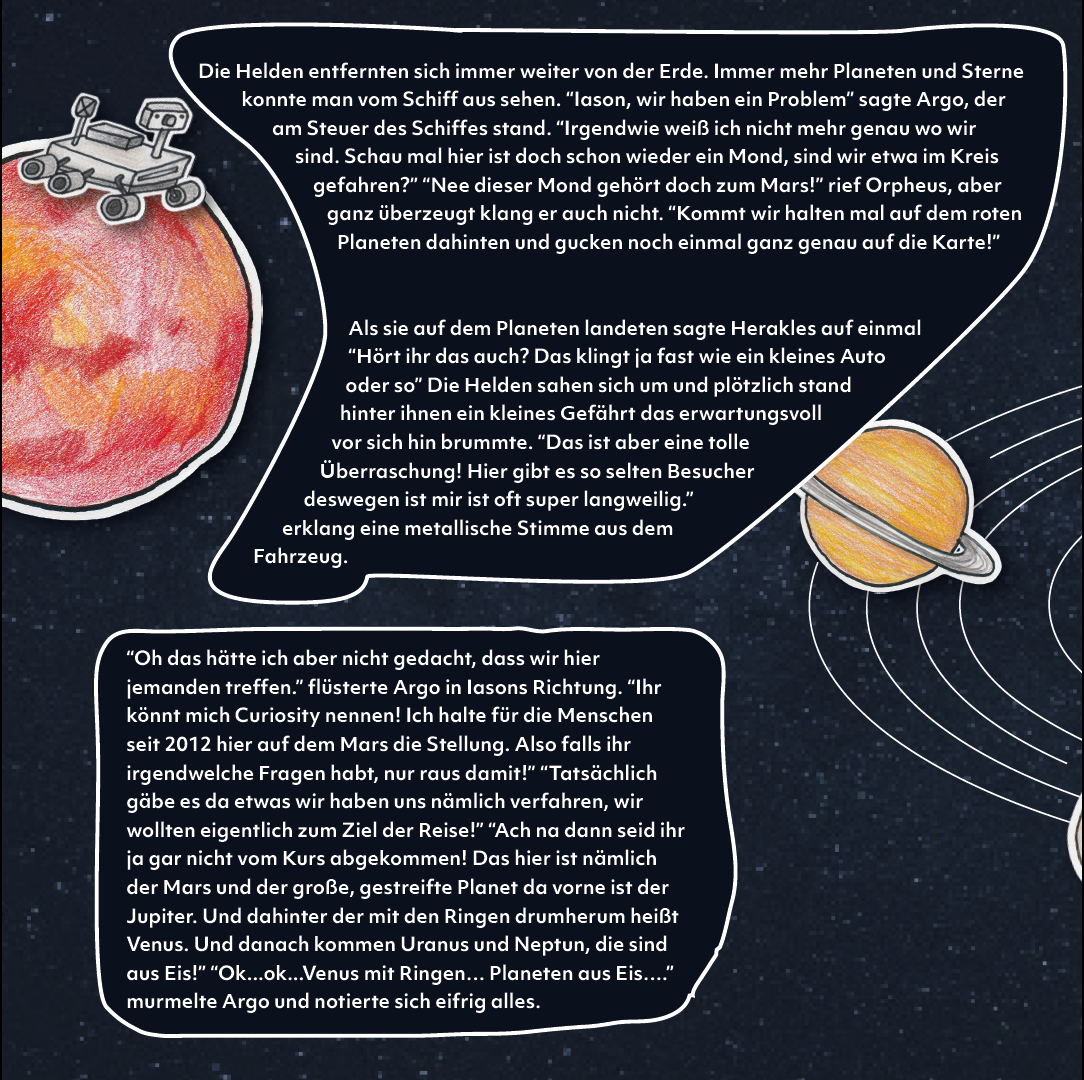 Die Helden entfernten sich immer weiter von der Erde. Immer mehr Planeten und Sterne
konnte man vom Schiff aus sehen. “Iason, wir haben ein Problem” sagte Argo, der
am Steuer des Schiffes stand. “Irgendwie weiß ich nicht mehr genau wo wir
sind. Schau mal hier ist doch schon wieder ein Mond, sind wir etwa im Kreis
gefahren?” “Nee dieser Mond gehört doch zum Mars!” rief Orpheus, aber
ganz überzeugt klang er auch nicht. “Kommt wir halten mal auf dem roten
Planeten dahinten und gucken noch einmal ganz genau auf die Karte!”
Als sie auf dem Planeten landeten sagte Herakles auf einmal
“Hört ihr das auch? Das klingt ja fast wie ein kleines Auto
oder so” Die Helden sahen sich um und plötzlich stand
hinter ihnen ein kleines Gefährt das erwartungsvoll
vor sich hin brummte. “Das ist aber eine tolle
Überraschung! Hier gibt es so selten Besucher
deswegen ist mir ist oft super langweilig.”
erklang eine metallische Stimme aus dem
Fahrzeug.
“Oh das hätte ich aber nicht gedacht, dass wir hier
jemanden treffen.” flüsterte Argo in Iasons Richtung. “Ihr
könnt mich Curiosity nennen! Ich halte für die Menschen
seit 2012 hier auf dem Mars die Stellung. Also falls ihr
irgendwelche Fragen habt, nur raus damit!” “Tatsächlich
gäbe es da etwas wir haben uns nämlich verfahren, wir
wollten eigentlich zum Ziel der Reise!” “Ach na dann seid ihr
ja gar nicht vom Kurs abgekommen! Das hier ist nämlich
der Mars und der große, gestreifte Planet da vorne ist der
Jupiter. Und dahinter der mit den Ringen drumherum heißt
Venus. Und danach kommen Uranus und Neptun, die sind
aus Eis!” “Ok...ok...Venus mit Ringen... Planeten aus Eis....”
murmelte Argo und notierte sich eifrig alles.